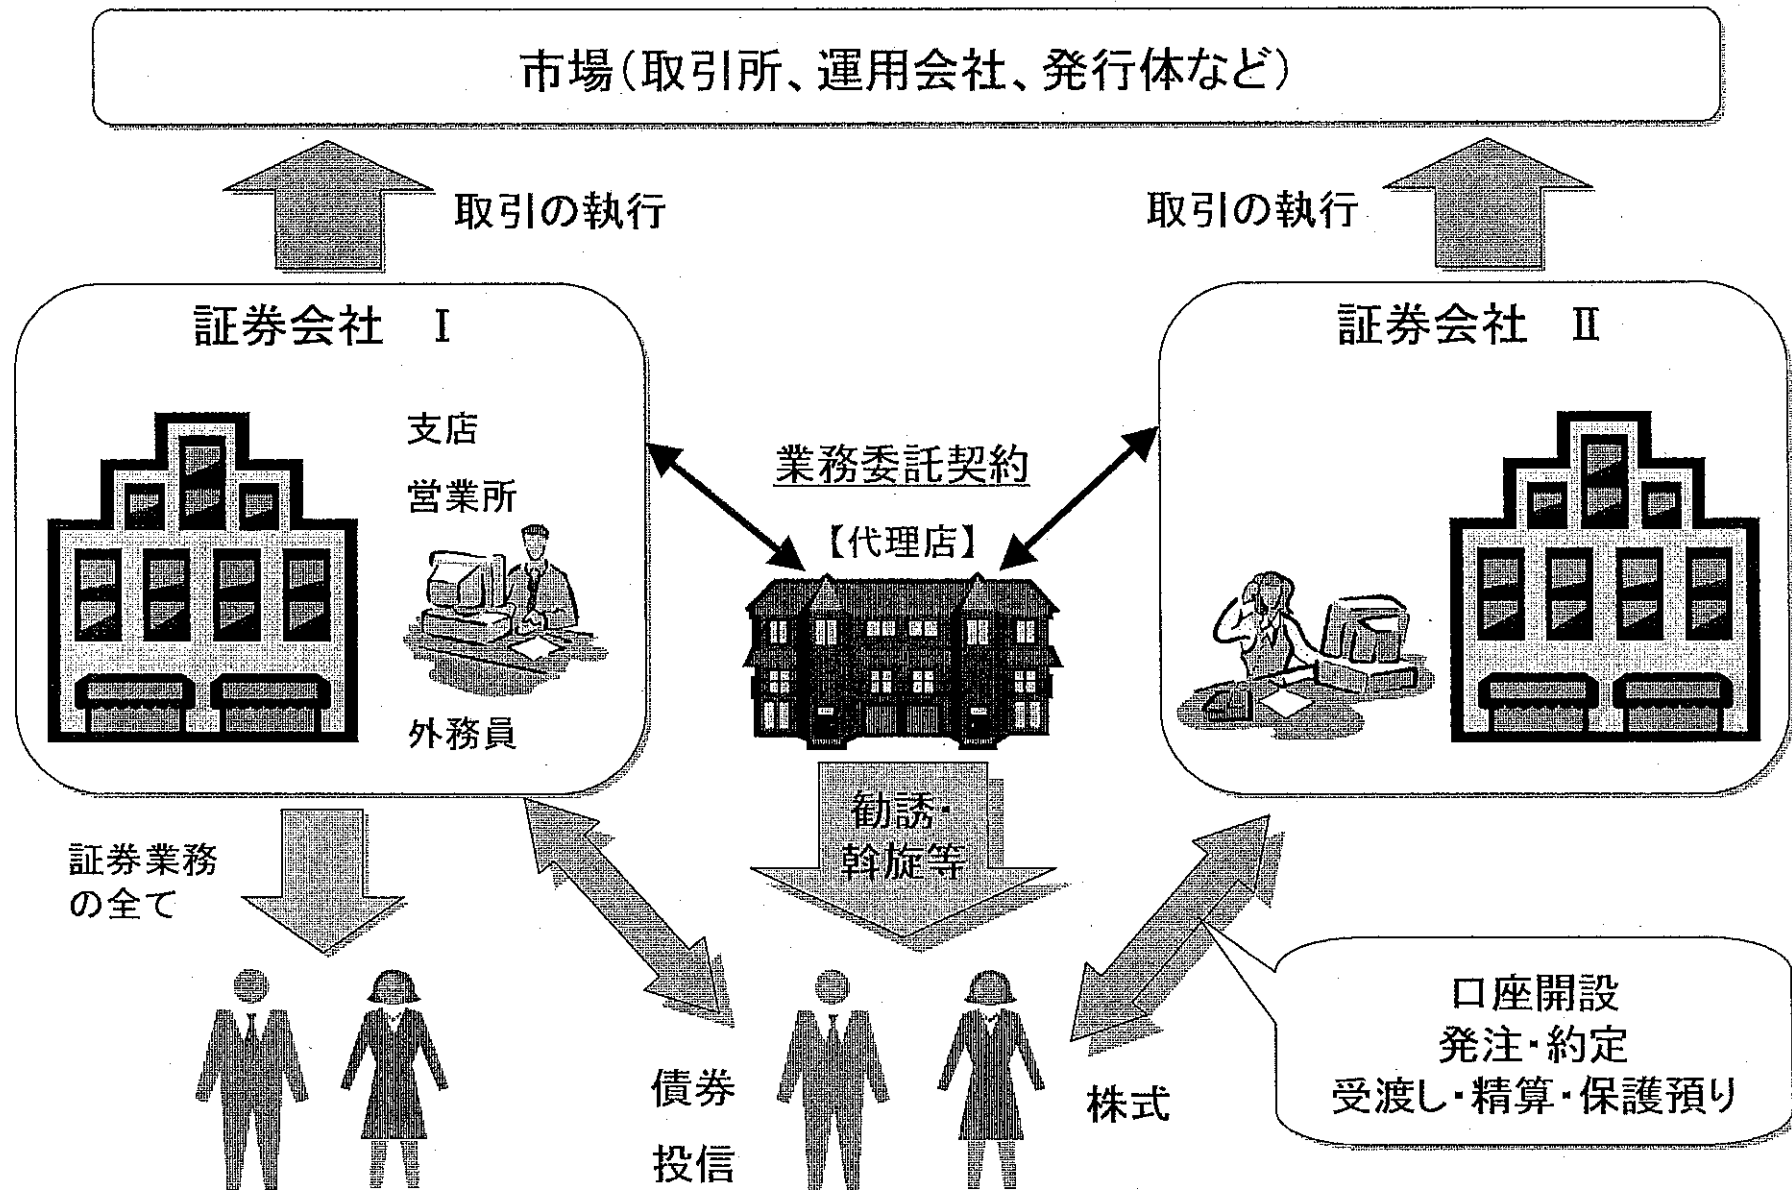 市場（取引所、運用会社、発行体など）
取引の執行
取引の執行
証券会社　Ⅰ
証券会社　Ⅱ
支店
営業所
外務員
業務委託契約
【代理店】
勧誘・
斡旋等
証券業務
の全て
債券
投信
株式
口座開設
発注・約定
受渡し・精算・保護預り